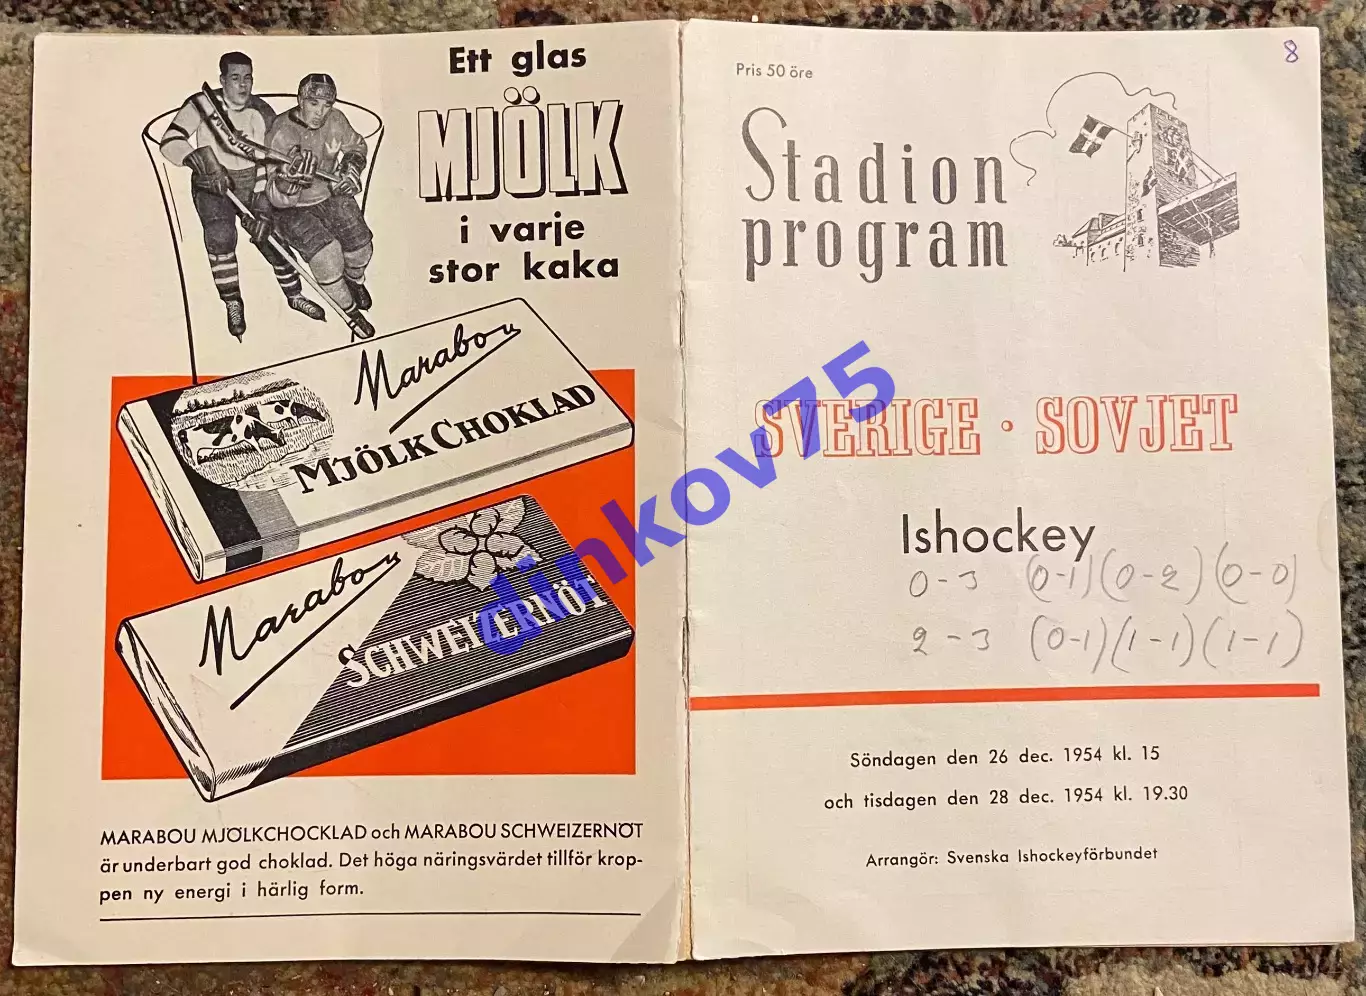 Ett glas
MJÖLK
i varje
stor kaka
Marabou
MJÖLKCHOKLAD
Marabou
SCHWEIZERNÖT
MARABOU MJÖLKCHOCKLAD och MARABOU SCHWEIZERNÖT
är underbart god choklad. Det höga näringsvärdet tillför krop-
pen ny energi i härlig form.
Pris 50 öre
8
Stadion
program
SVERIGE · SOVJET
Ishockey
0-3 (0-1)(0-2)(0-0)
2-3 (0-1)(1-1)(1-1)
Söndagen den 26 dec. 1954 kl. 15
och tisdagen den 28 dec. 1954 kl. 19.30
Arrangör: Svenska Ishockeyförbundet
dinkov75